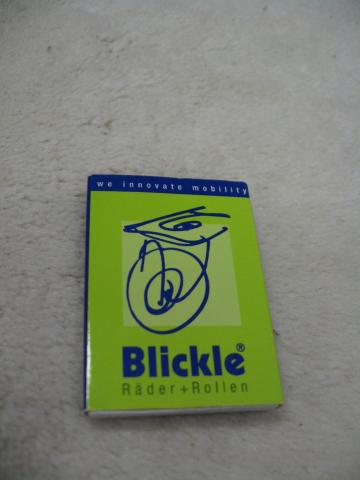 we innovate mobility
Blickle®
Räder+Rollen